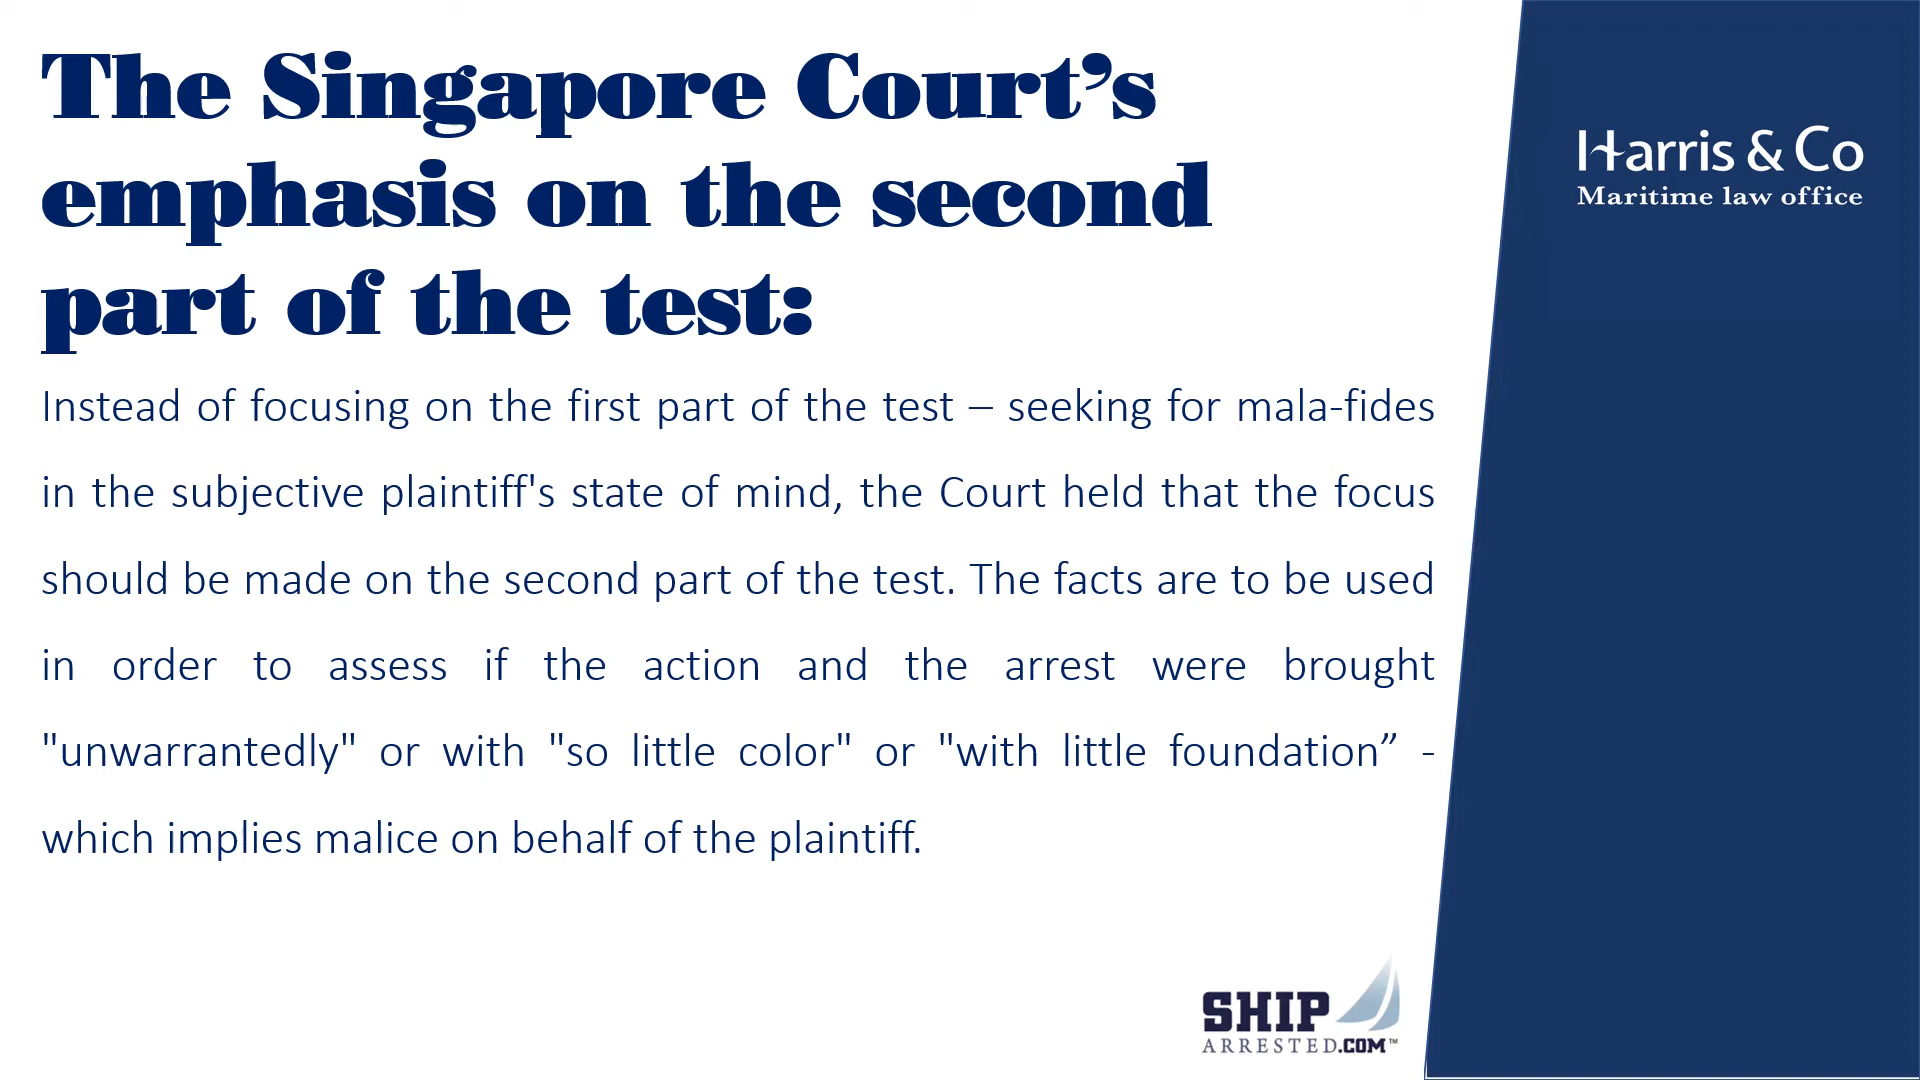 The Singapore Court’s
emphasis on the second
part of the test:
Instead of focusing on the first part of the test – seeking for mala-fides
in the subjective plaintiff's state of mind, the Court held that the focus
should be made on the second part of the test. The facts are to be used
in order to assess if the action and the arrest were brought
"unwarrantedly" or with "so little color" or "with little foundation” -
which implies malice on behalf of the plaintiff.
Harris & Co
Maritime law office
SHIP
ARRESTED.COM™